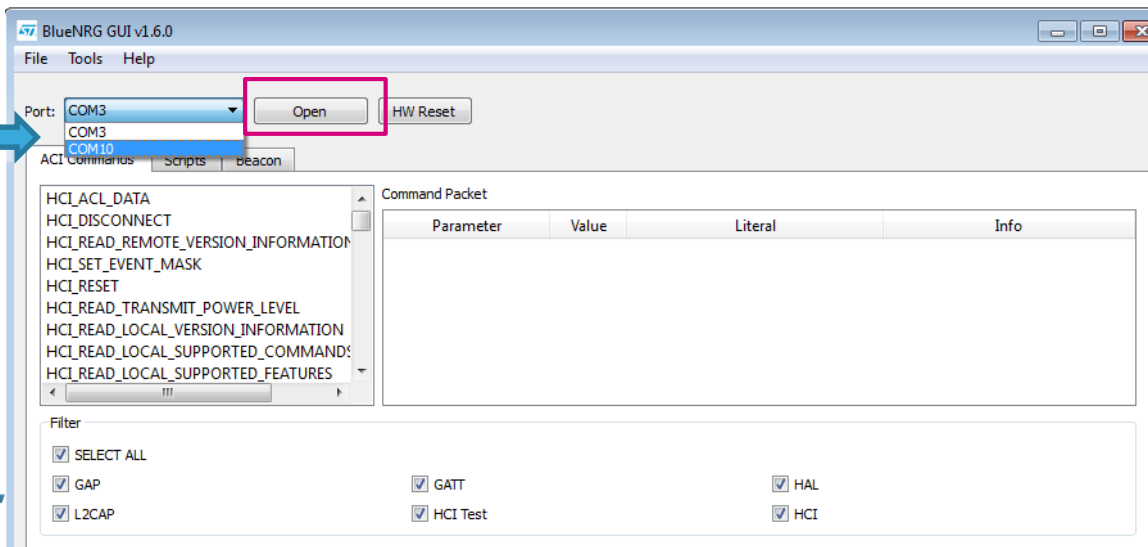 BlueNRG GUI v1.6.0
File Tools Help
Port: COM3 Open HW Reset
COM3
COM10
ACI Commands Scripts Beacon
HCI_ACL_DATA
HCI_DISCONNECT
HCI_READ_REMOTE_VERSION_INFORMATION
HCI_SET_EVENT_MASK
HCI_RESET
HCI_READ_TRANSMIT_POWER_LEVEL
HCI_READ_LOCAL_VERSION_INFORMATION
HCI_READ_LOCAL_SUPPORTED_COMMANDS
HCI_READ_LOCAL_SUPPORTED_FEATURES
Command Packet
Parameter Value Literal Info
Filter
SELECT ALL
GAP GATT HAL
L2CAP HCI Test HCI